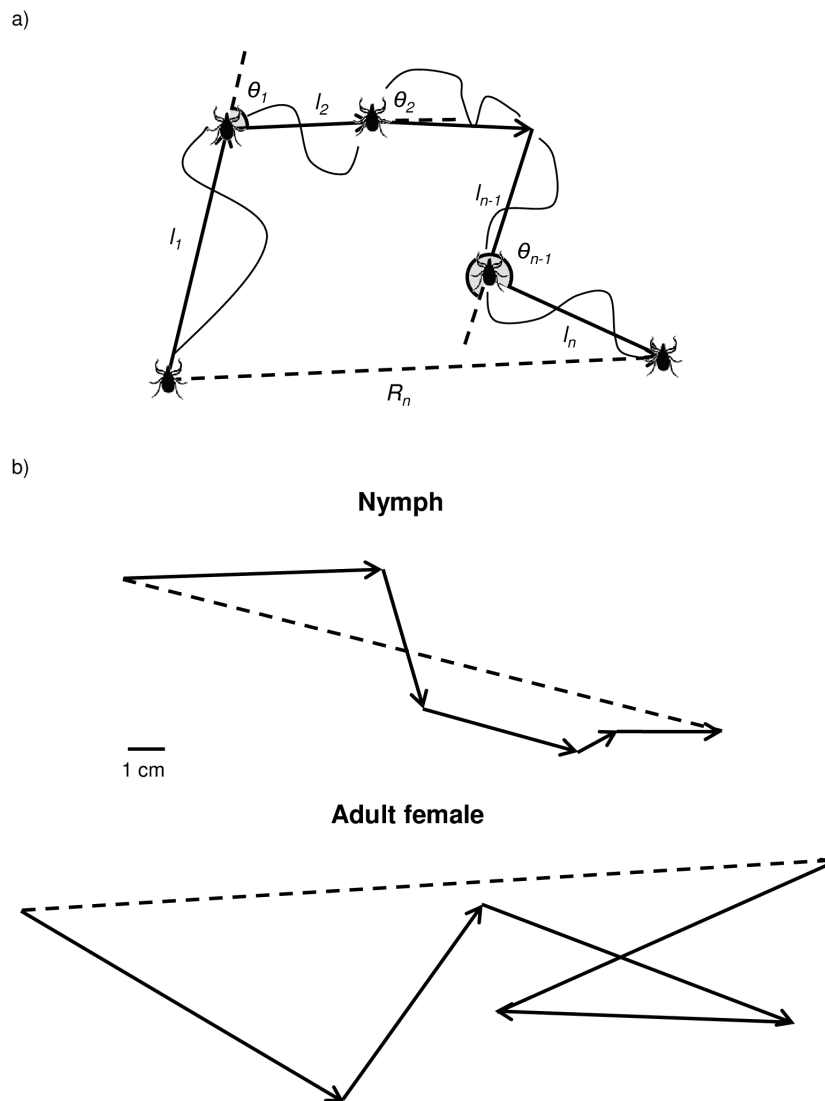 a)
θ1
l2
θ2
ln-1
l1
θn-1
ln
Rn
b)
Nymph
1 cm
Adult female